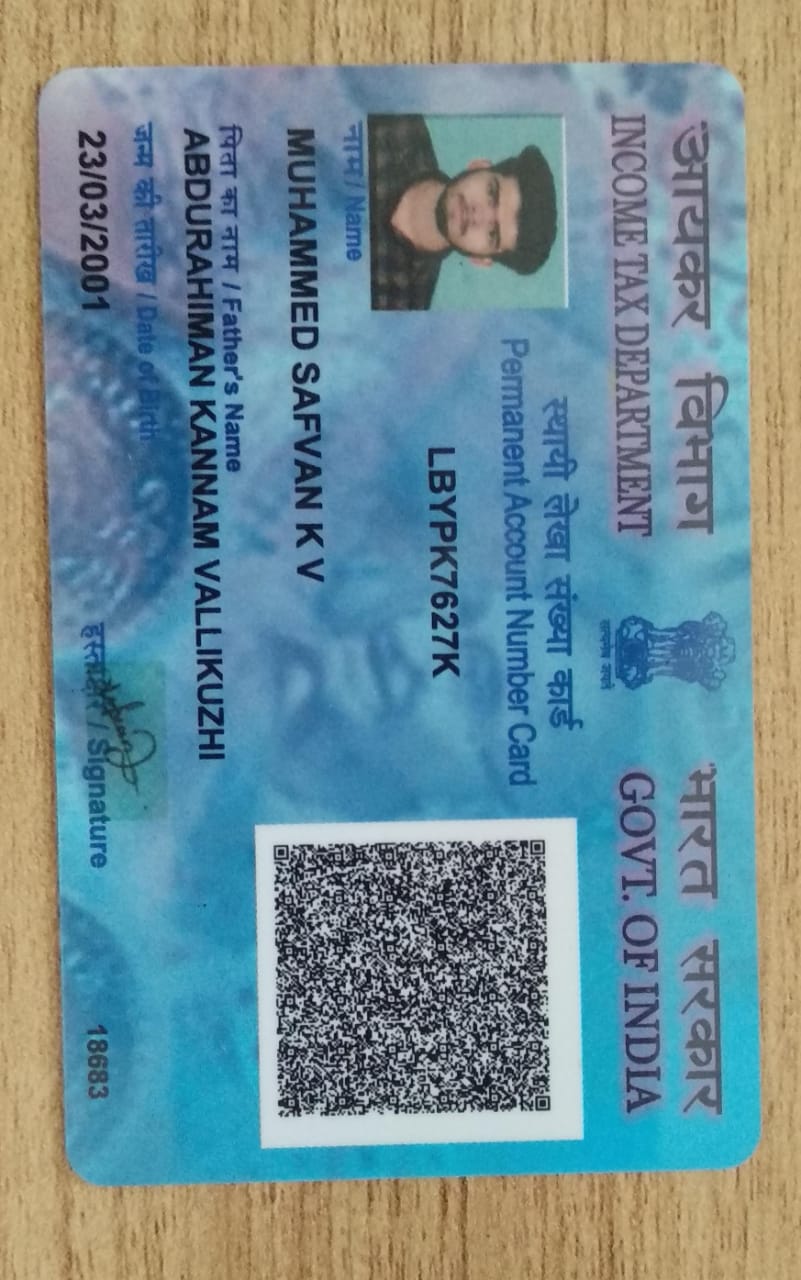 आयकर विभाग
INCOME TAX DEPARTMENT
सत्यमेव जयते
भारत सरकार
GOVT. OF INDIA
स्थायी लेखा संख्या कार्ड
Permanent Account Number Card
LBYPK7627K
नाम / Name
MUHAMMED SAFVAN K V
पिता का नाम / Father's Name
ABDURAHIMAN KANNAM VALLIKUZHI
जन्म की तारीख / Date of Birth
23/03/2001
हस्ताक्षर / Signature
18683